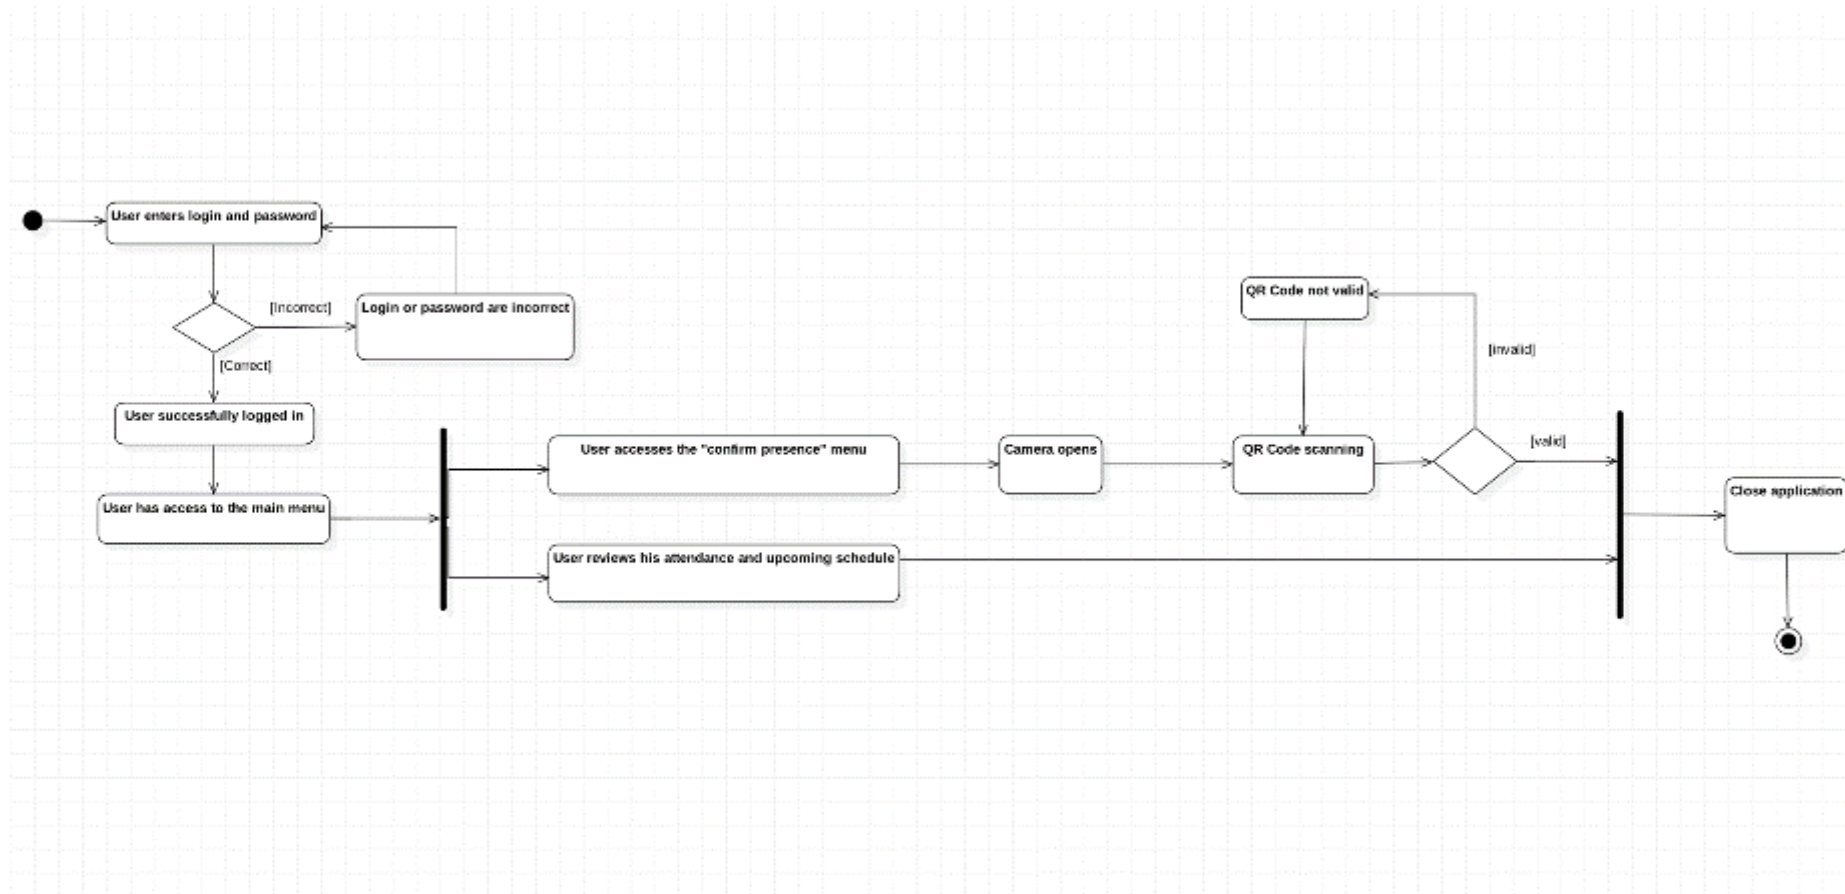 User enters login and password
[Incorrect]
Login or password are incorrect
[Correct]
User successfully logged in
User has access to the main menu
User accesses the "confirm presence" menu
Camera opens
QR Code scanning
QR Code not valid
[invalid]
[valid]
User reviews his attendance and upcoming schedule
Close application